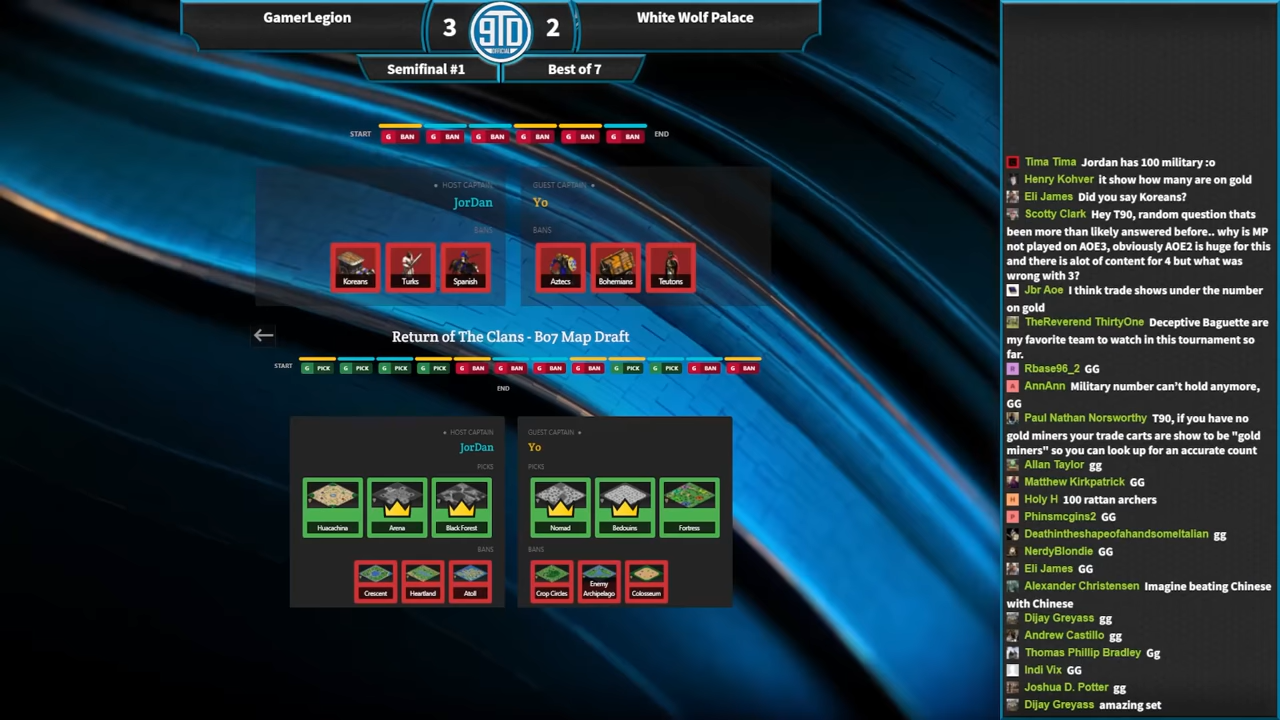 GamerLegion
3
9TD
OFFICIAL
2
White Wolf Palace
Semifinal #1
Best of 7
START
G BAN
G BAN
G BAN
G BAN
G BAN
G BAN
END
HOST CAPTAIN
JorDan
BANS
Koreans
Turks
Spanish
GUEST CAPTAIN
Yo
BANS
Aztecs
Bohemians
Teutons
Return of The Clans - Bo7 Map Draft
START
G PICK
G PICK
G PICK
G PICK
G BAN
G BAN
G BAN
G BAN
G PICK
G PICK
G BAN
G BAN
END
HOST CAPTAIN
JorDan
PICKS
Huacachina
Arena
Black Forest
BANS
Crescent
Heartland
Atoll
GUEST CAPTAIN
Yo
PICKS
Nomad
Bedouins
Fortress
BANS
Crop Circles
Enemy
Archipelago
Colosseum
Tima Tima Jordan has 100 military :o
Henry Kohver it show how many are on gold
Eli James Did you say Koreans?
Scotty Clark Hey T90, random question thats
been more than likely answered before.. why is MP
not played on AOE3, obviously AOE2 is huge for this
and there is alot of content for 4 but what was
wrong with 3?
Jbr Aoe I think trade shows under the number
on gold
TheReverend ThirtyOne Deceptive Baguette are
my favorite team to watch in this tournament so
far.
Rbase96_2 GG
AnnAnn Military number can't hold anymore,
GG
Paul Nathan Norsworthy T90, if you have no
gold miners your trade carts are show to be "gold
miners" so you can look up for an accurate count
Allan Taylor gg
Matthew Kirkpatrick GG
Holy H 100 rattan archers
Phinsmcgins2 GG
Deathintheshapeofahandsomeltalian gg
NerdyBlondie GG
Eli James GG
Alexander Christensen Imagine beating Chinese
with Chinese
Dijay Greyass gg
Andrew Castillo gg
Thomas Phillip Bradley Gg
Indi Vix GG
Joshua D. Potter gg
Dijay Greyass amazing set